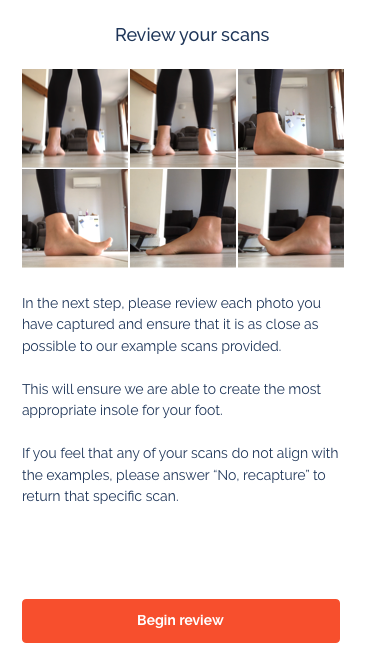 Review your scans
In the next step, please review each photo you
have captured and ensure that it is as close as
possible to our example scans provided.
This will ensure we are able to create the most
appropriate insole for your foot.
If you feel that any of your scans do not align with
the examples, please answer “No, recapture” to
return that specific scan.
Begin review